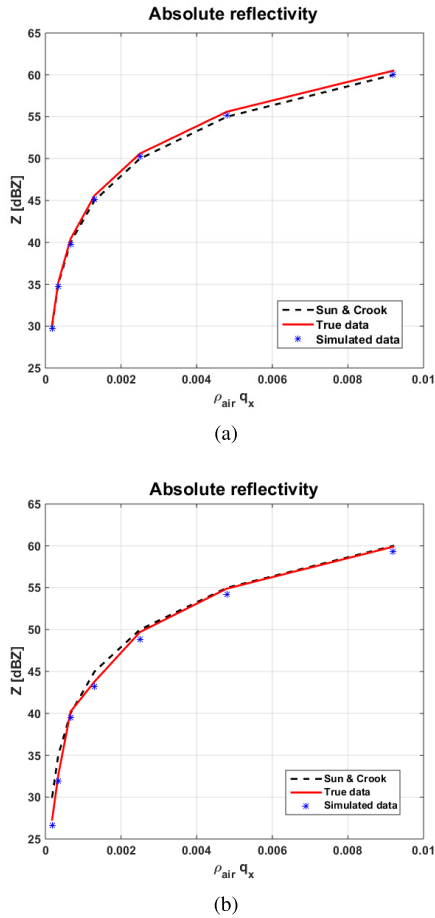 Absolute reflectivity
65
60
55
50
45
40
35
30
25
Z [dBZ]
Sun & Crook
True data
Simulated data
0 0.002 0.004 0.006 0.008 0.01
ρair qx
(a)
Absolute reflectivity
65
60
55
50
45
40
35
30
25
Z [dBZ]
Sun & Crook
True data
Simulated data
0 0.002 0.004 0.006 0.008 0.01
ρair qx
(b)